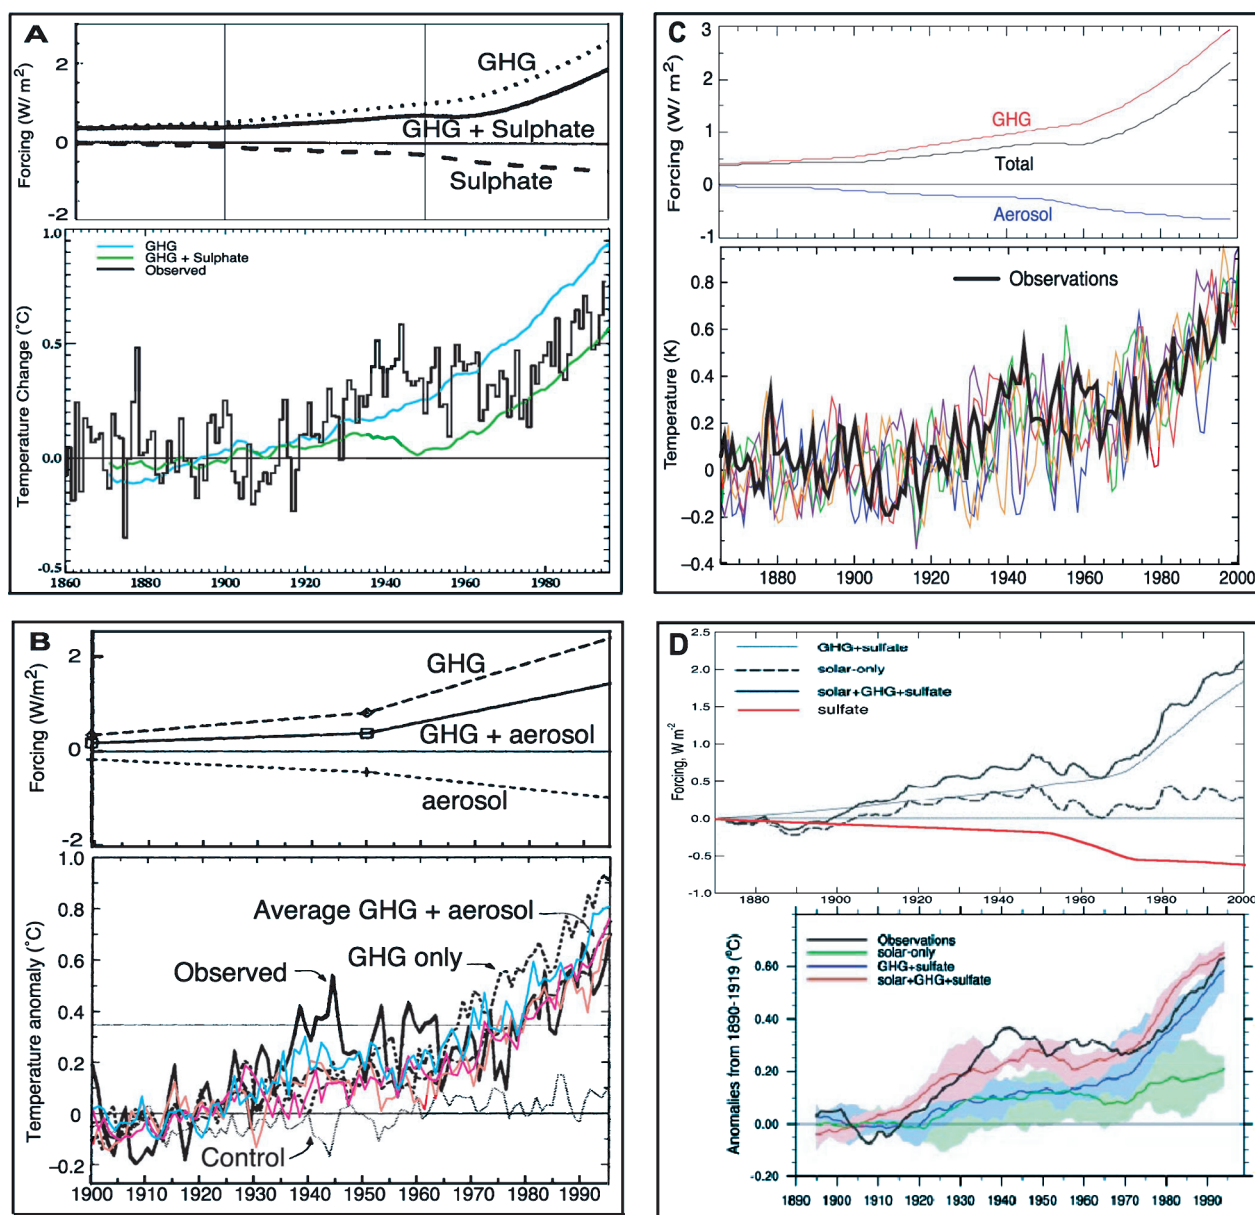 A
Forcing (W/ m²)
2
0
-2
GHG
GHG + Sulphate
Sulphate
Temperature Change (°C)
1.0
0.5
0.0
-0.5
GHG
GHG + Sulphate
Observed
1860 1880 1900 1920 1940 1960 1980
C
Forcing (W/ m²)
3
2
1
0
-1
GHG
Total
Aerosol
Temperature (K)
0.8
0.6
0.4
0.2
0
−0.2
−0.4
Observations
1880 1900 1920 1940 1960 1980 2000
B
Forcing (W/m²)
2
0
-2
GHG
GHG + aerosol
aerosol
Temperature anomaly (°C)
1.0
0.8
0.6
0.4
0.2
0
−0.2
Average GHG + aerosol
GHG only
Observed
Control
1900 1910 1920 1930 1940 1950 1960 1970 1980 1990
D
Forcing, W m⁻²
2.5
2.0
1.5
1.0
0.5
0.0
-0.5
-1.0
GHG+sulfate
solar-only
solar+GHG+sulfate
sulfate
1880 1900 1920 1940 1960 1980 2000
Anomalies from 1890-1919 (°C)
0.60
0.40
0.20
0.00
-0.20
Observations
solar-only
GHG+sulfate
solar+GHG+sulfate
1890 1900 1910 1920 1930 1940 1950 1960 1970 1980 1990